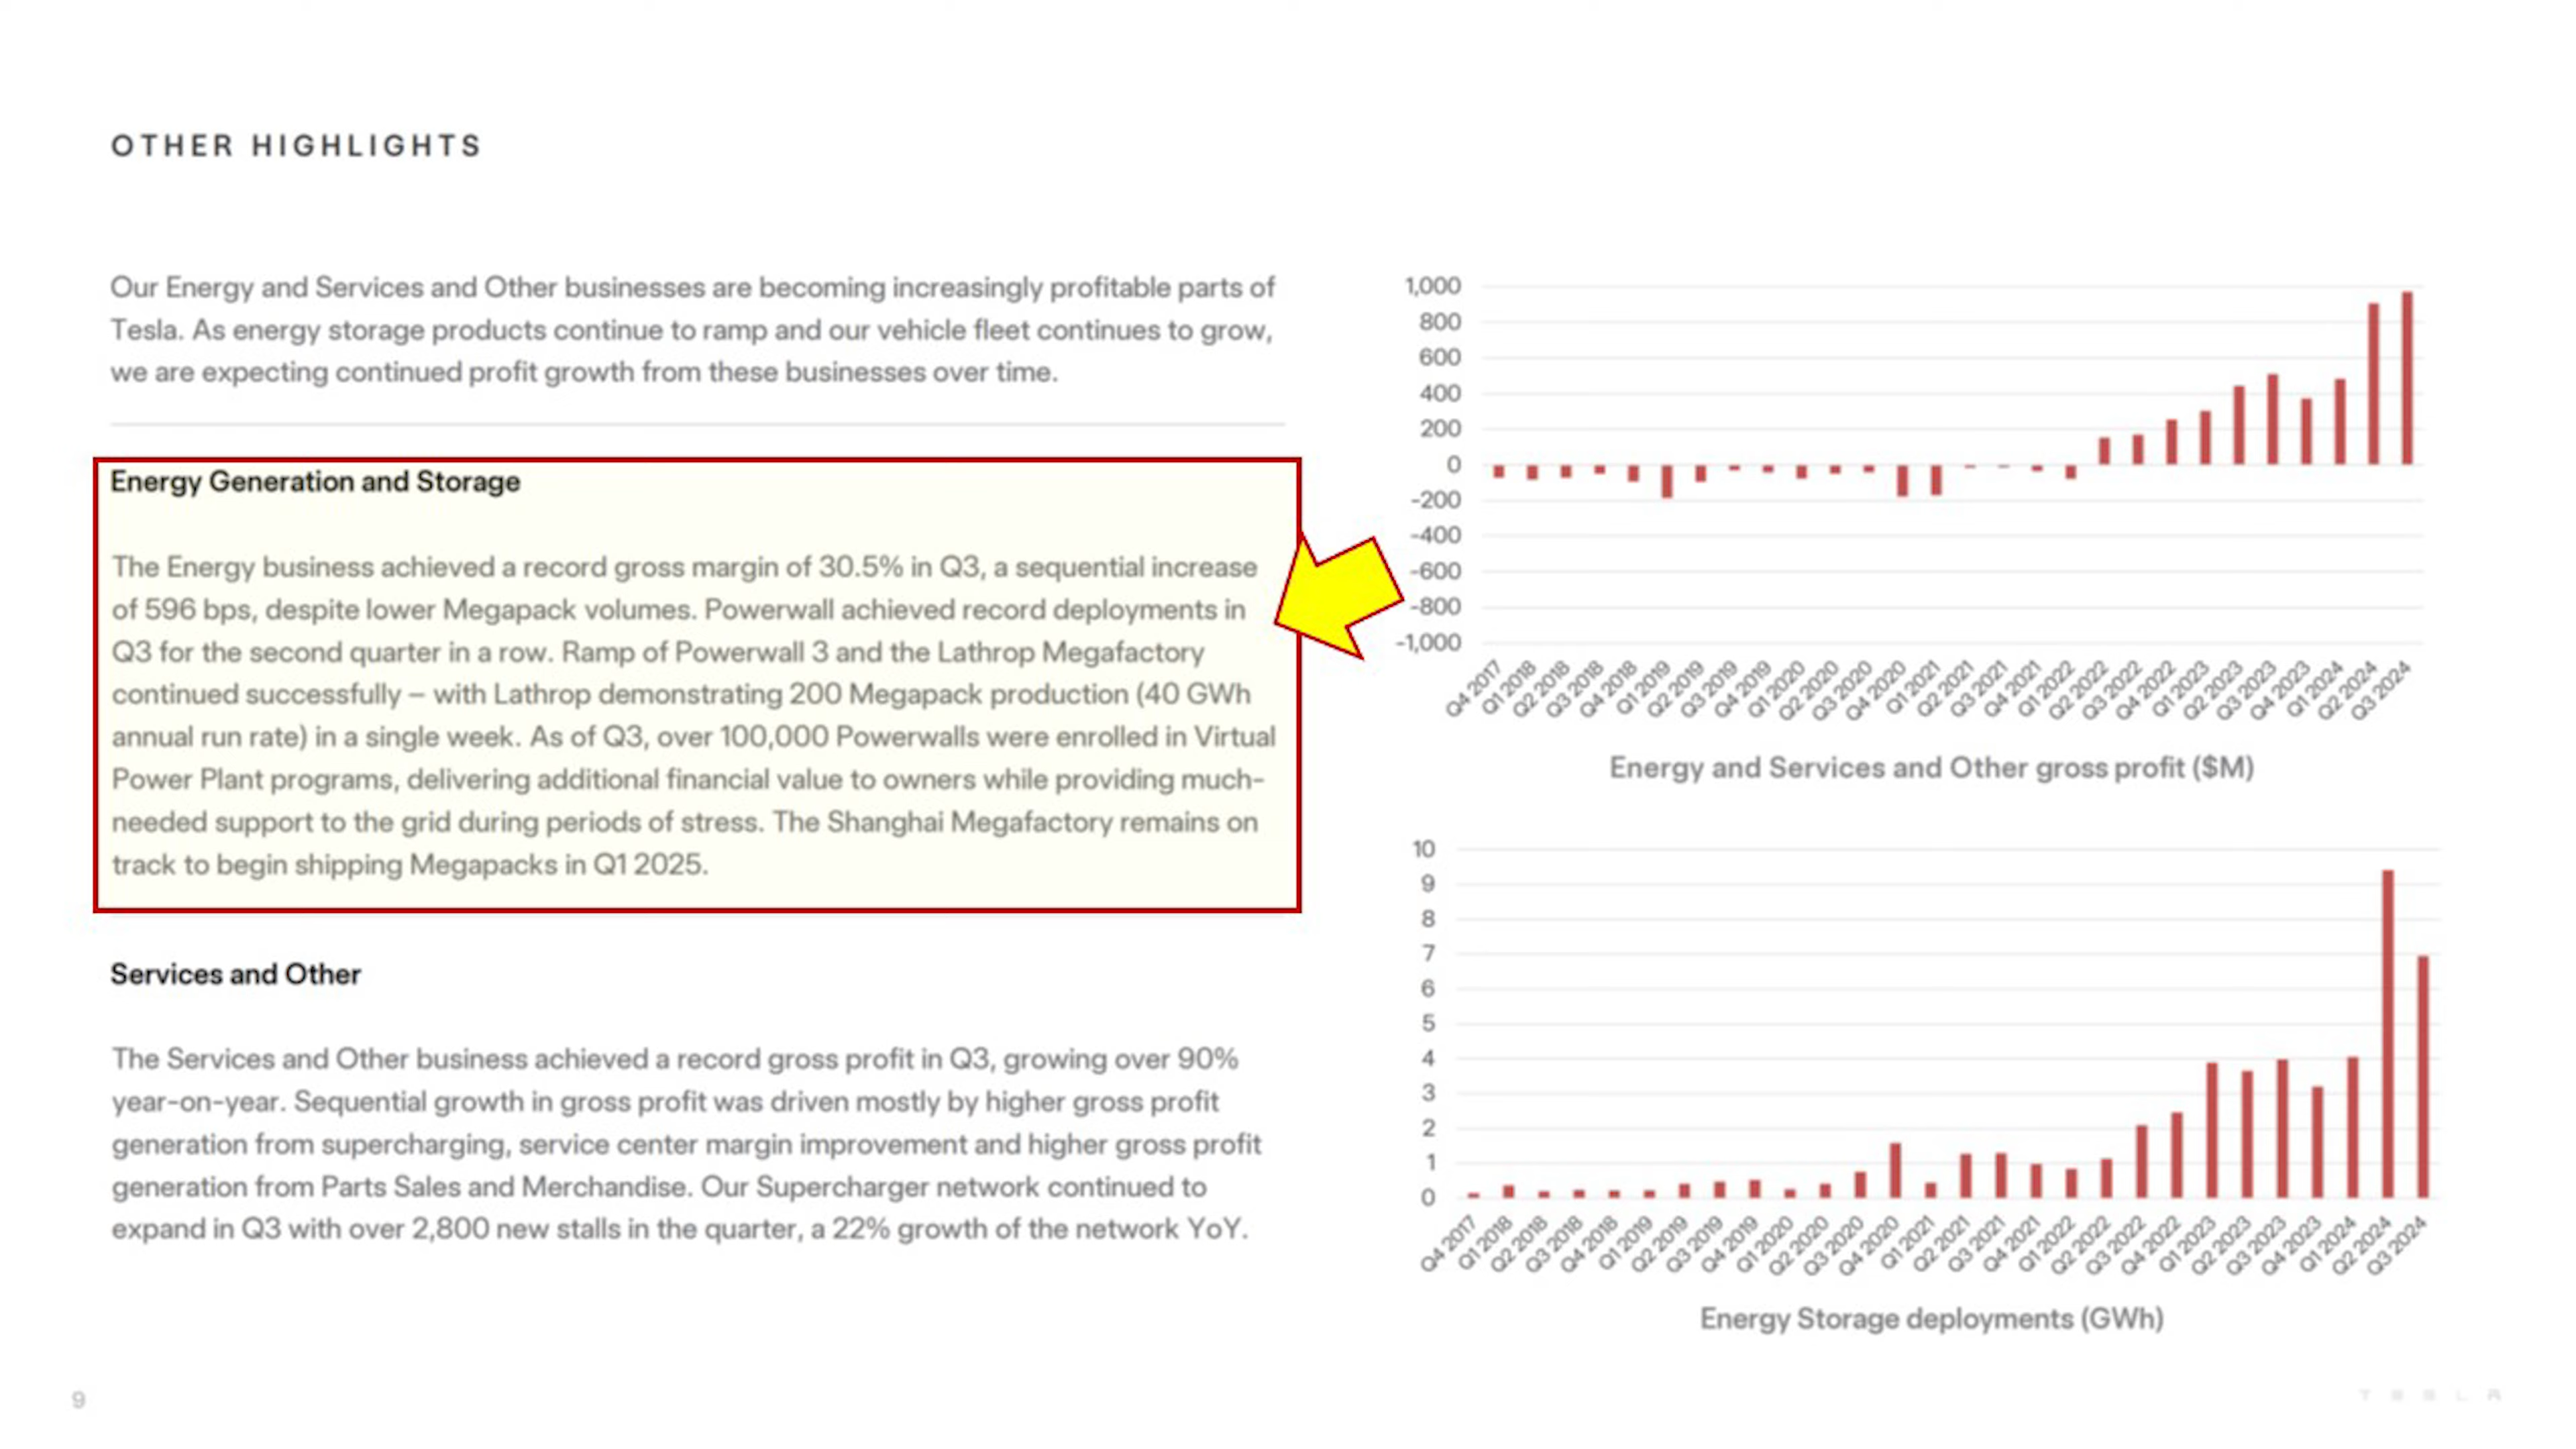 OTHER HIGHLIGHTS
Our Energy and Services and Other businesses are becoming increasingly profitable parts of
Tesla. As energy storage products continue to ramp and our vehicle fleet continues to grow,
we are expecting continued profit growth from these businesses over time.
Energy Generation and Storage
The Energy business achieved a record gross margin of 30.5% in Q3, a sequential increase
of 596 bps, despite lower Megapack volumes. Powerwall achieved record deployments in
Q3 for the second quarter in a row. Ramp of Powerwall 3 and the Lathrop Megafactory
continued successfully – with Lathrop demonstrating 200 Megapack production (40 GWh
annual run rate) in a single week. As of Q3, over 100,000 Powerwalls were enrolled in Virtual
Power Plant programs, delivering additional financial value to owners while providing much-
needed support to the grid during periods of stress. The Shanghai Megafactory remains on
track to begin shipping Megapacks in Q1 2025.
Services and Other
The Services and Other business achieved a record gross profit in Q3, growing over 90%
year-on-year. Sequential growth in gross profit was driven mostly by higher gross profit
generation from supercharging, service center margin improvement and higher gross profit
generation from Parts Sales and Merchandise. Our Supercharger network continued to
expand in Q3 with over 2,800 new stalls in the quarter, a 22% growth of the network YoY.
1,000
800
600
400
200
0
-200
-400
-600
-800
-1,000
Q4 2017 Q1 2018 Q2 2018 Q3 2018 Q4 2018 Q1 2019 Q2 2019 Q3 2019 Q4 2019 Q1 2020 Q2 2020 Q3 2020 Q4 2020 Q1 2021 Q2 2021 Q3 2021 Q4 2021 Q1 2022 Q2 2022 Q3 2022 Q4 2022 Q1 2023 Q2 2023 Q3 2023 Q4 2023 Q1 2024 Q2 2024 Q3 2024
Energy and Services and Other gross profit ($M)
10
9
8
7
6
5
4
3
2
1
0
Q4 2017 Q1 2018 Q2 2018 Q3 2018 Q4 2018 Q1 2019 Q2 2019 Q3 2019 Q4 2019 Q1 2020 Q2 2020 Q3 2020 Q4 2020 Q1 2021 Q2 2021 Q3 2021 Q4 2021 Q1 2022 Q2 2022 Q3 2022 Q4 2022 Q1 2023 Q2 2023 Q3 2023 Q4 2023 Q1 2024 Q2 2024 Q3 2024
Energy Storage deployments (GWh)
9
TESLA